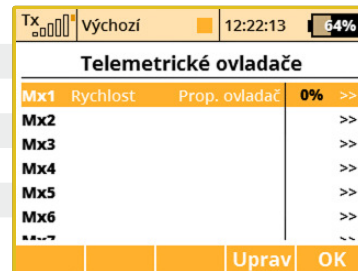 Tx Výchozí 12:22:13 64%
Telemetrické ovladače
Mx1 Rychlost Prop. ovladač 0% >>
Mx2 >>
Mx3 >>
Mx4 >>
Mx5 >>
Mx6 >>
Uprav OK